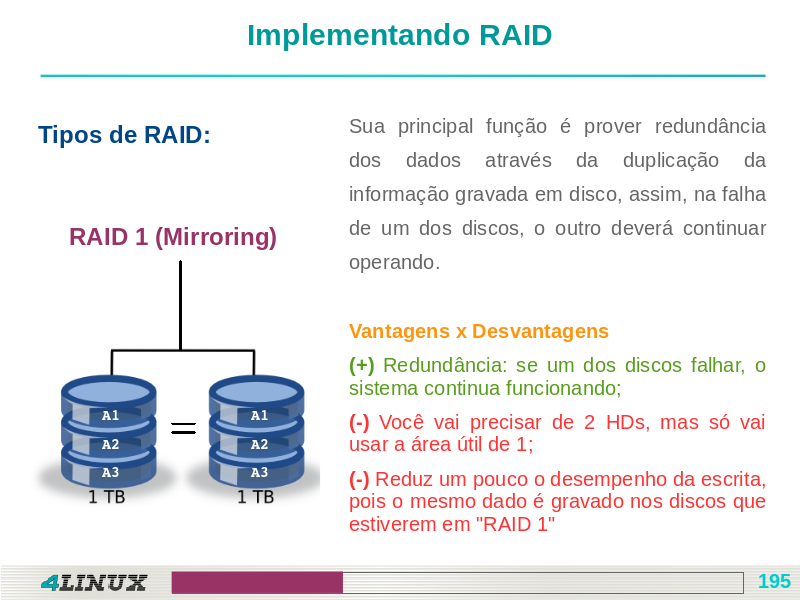 Implementando RAID
Tipos de RAID:
RAID 1 (Mirroring)
A1
A2
A3
1 TB
=
A1
A2
A3
1 TB
Sua principal função é prover redundância
dos dados através da duplicação da
informação gravada em disco, assim, na falha
de um dos discos, o outro deverá continuar
operando.
Vantagens x Desvantagens
(+) Redundância: se um dos discos falhar, o
sistema continua funcionando;
(-) Você vai precisar de 2 HDs, mas só vai
usar a área útil de 1;
(-) Reduz um pouco o desempenho da escrita,
pois o mesmo dado é gravado nos discos que
estiverem em "RAID 1"
4LINUX
195